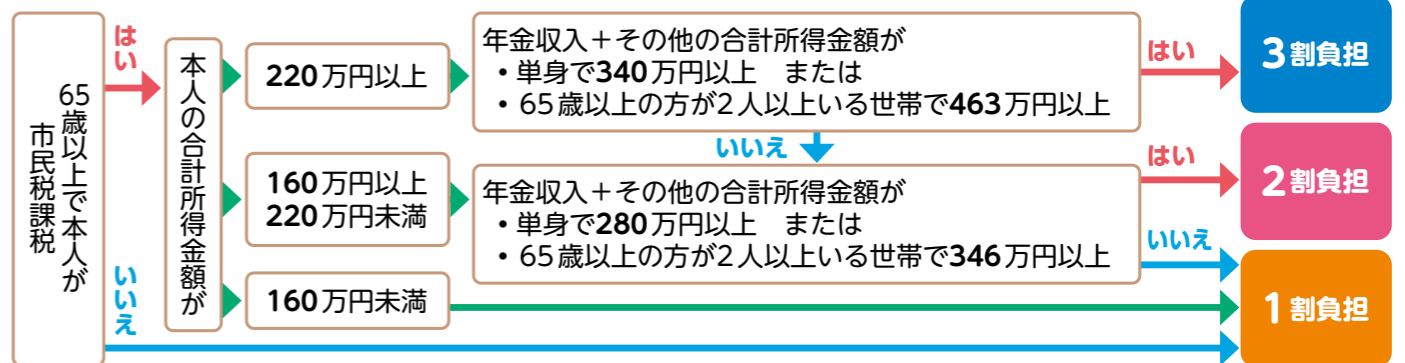 65歳以上で本人が
市民税課税
はい
いいえ
本人の合計所得金額が
220万円以上
年金収入+その他の合計所得金額が
・単身で340万円以上　または
・65歳以上の方が2人以上いる世帯で463万円以上
はい
3割負担
いいえ
160万円以上
220万円未満
年金収入+その他の合計所得金額が
・単身で280万円以上　または
・65歳以上の方が2人以上いる世帯で346万円以上
はい
2割負担
いいえ
160万円未満
1割負担